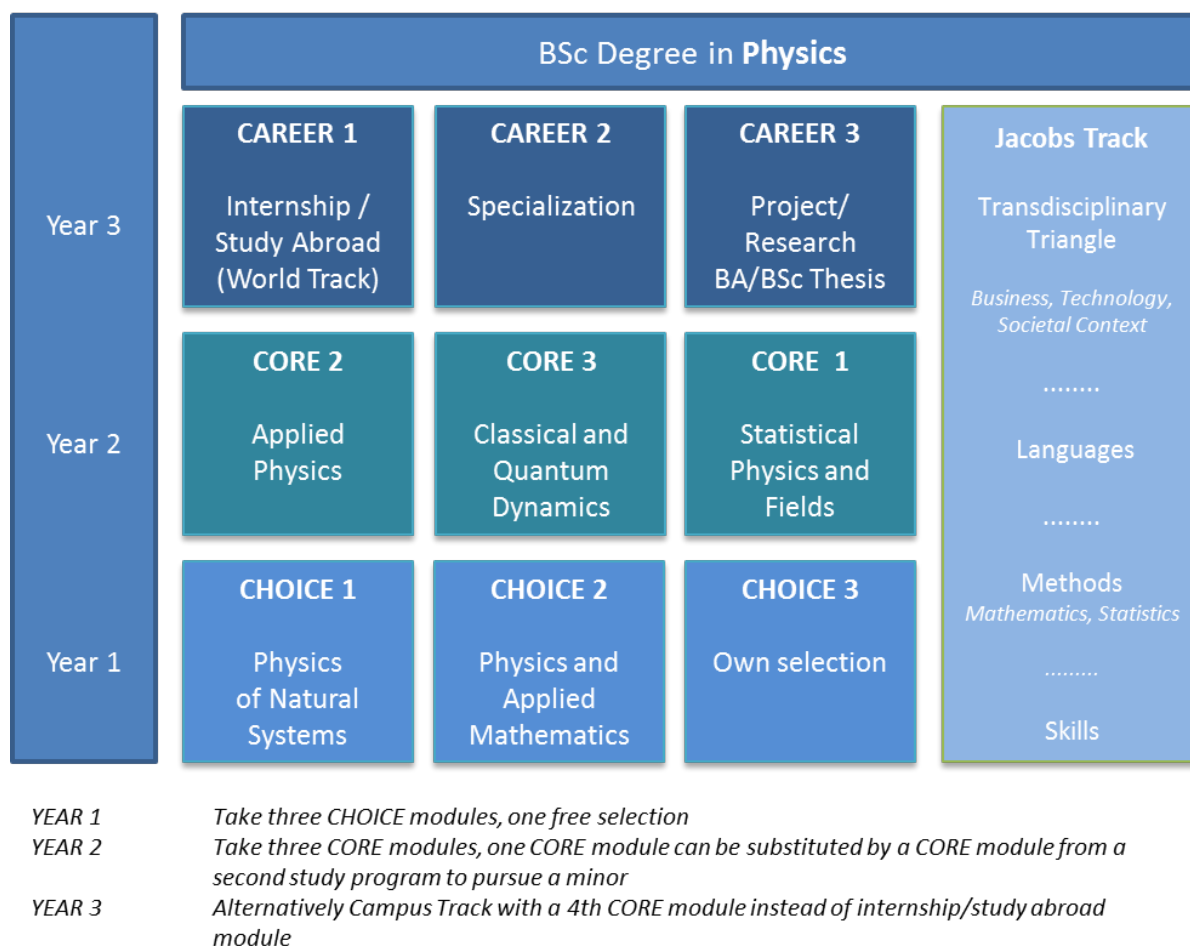 BSc Degree in Physics
Year 3
CAREER 1
Internship /
Study Abroad
(World Track)
CAREER 2
Specialization
CAREER 3
Project/
Research
BA/BSc Thesis
Year 2
CORE 2
Applied
Physics
CORE 3
Classical and
Quantum
Dynamics
CORE 1
Statistical
Physics and
Fields
Year 1
CHOICE 1
Physics
of Natural
Systems
CHOICE 2
Physics and
Applied
Mathematics
CHOICE 3
Own selection
Jacobs Track
Transdisciplinary
Triangle
Business, Technology,
Societal Context
........
Languages
........
Methods
Mathematics, Statistics
.........
Skills
YEAR 1 Take three CHOICE modules, one free selection
YEAR 2 Take three CORE modules, one CORE module can be substituted by a CORE module from a
second study program to pursue a minor
YEAR 3 Alternatively Campus Track with a 4th CORE module instead of internship/study abroad
module